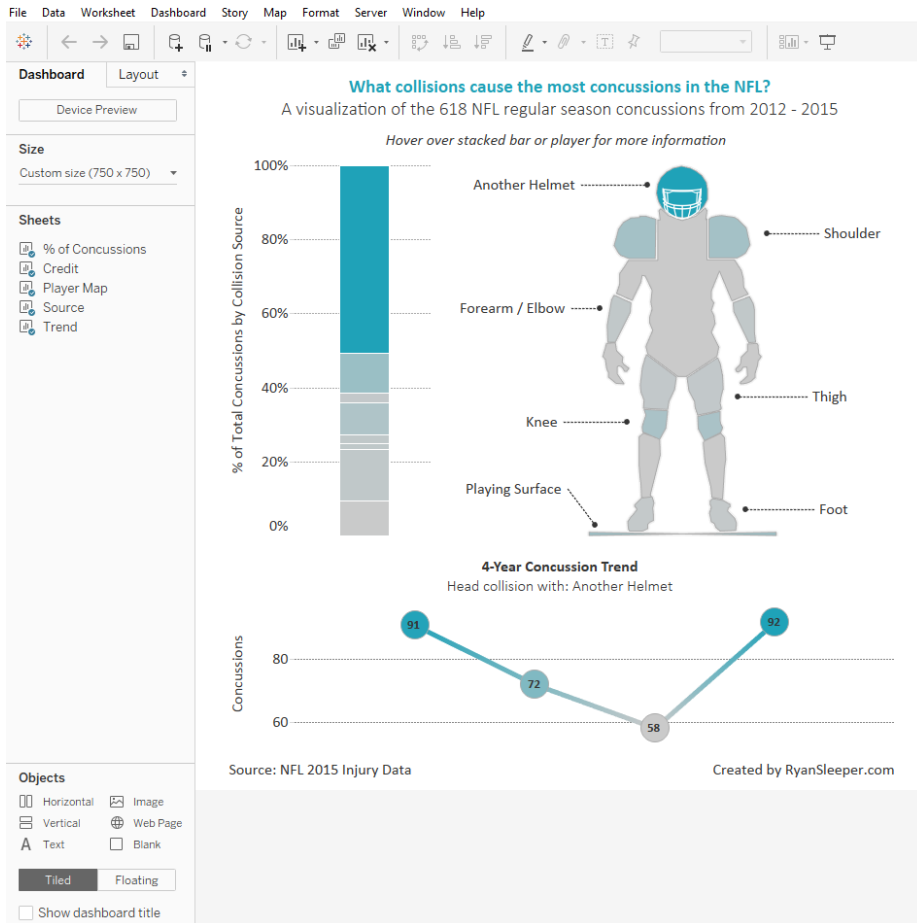 File Data Worksheet Dashboard Story Map Format Server Window Help
Dashboard Layout
Device Preview
Size
Custom size (750 x 750)
Sheets
% of Concussions
Credit
Player Map
Source
Trend
What collisions cause the most concussions in the NFL?
A visualization of the 618 NFL regular season concussions from 2012 - 2015
Hover over stacked bar or player for more information
% of Total Concussions by Collision Source
100%
80%
60%
40%
20%
0%
Another Helmet
Shoulder
Forearm / Elbow
Thigh
Knee
Playing Surface
Foot
4-Year Concussion Trend
Head collision with: Another Helmet
Concussions
80
60
91
72
58
92
Source: NFL 2015 Injury Data
Created by RyanSleeper.com
Objects
Horizontal Image
Vertical Web Page
A Text Blank
Tiled Floating
Show dashboard title